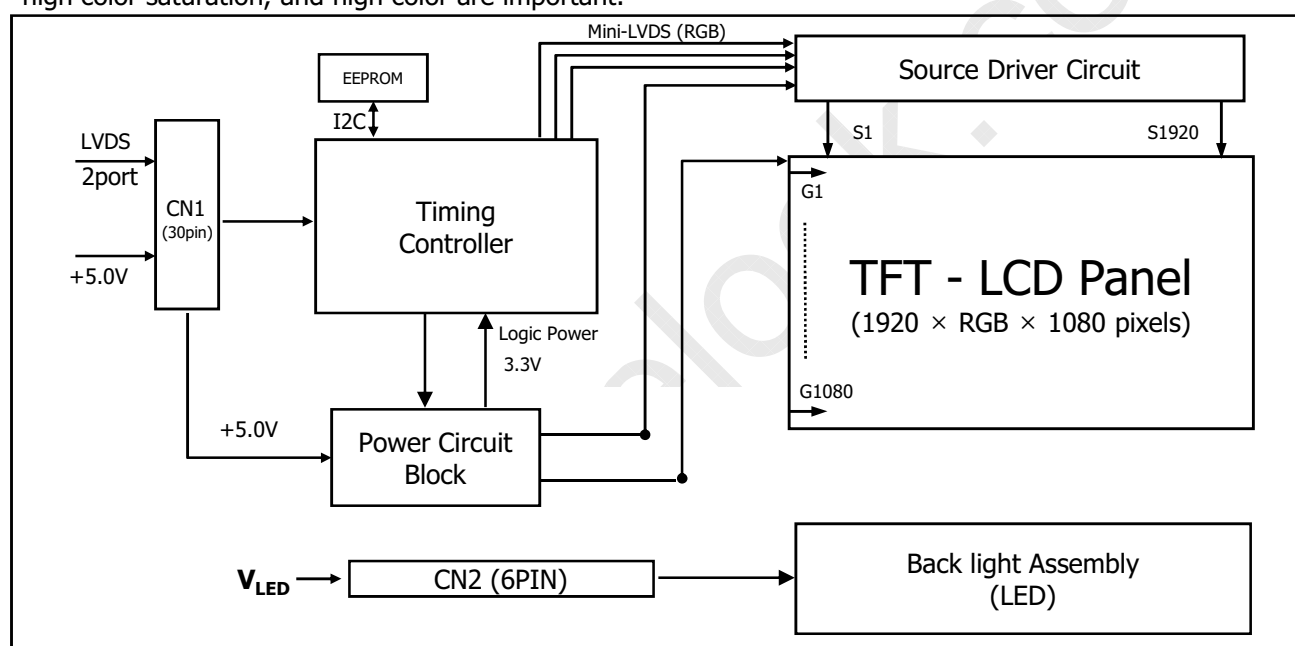 high color saturation, and high color are important.
Mini-LVDS (RGB)
EEPROM
I2C
Source Driver Circuit
S1
S1920
LVDS
2port
CN1
(30pin)
+5.0V
Timing
Controller
G1
TFT - LCD Panel
(1920 × RGB × 1080 pixels)
G1080
Logic Power
3.3V
+5.0V
Power Circuit
Block
VLED
CN2 (6PIN)
Back light Assembly
(LED)